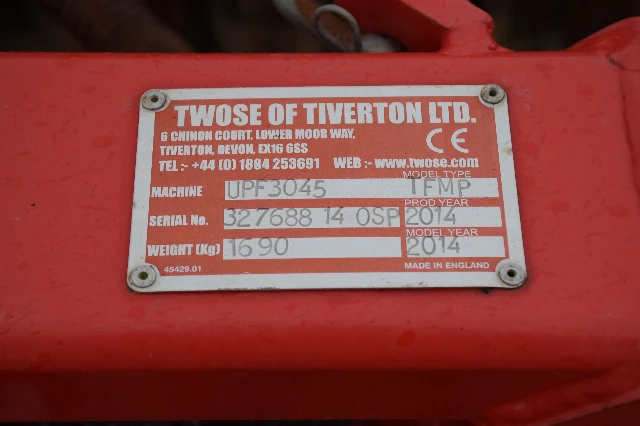 TWOSE OF TIVERTON LTD.
6 CHINON COURT, LOWER MOOR WAY,
TIVERTON, DEVON, EX16 6SS
CE
TEL:- +44 (0) 1884 253691 WEB:- www.twose.com
MODEL TYPE
MACHINE UPF3045 TFMP
PROD YEAR
SERIAL No. 327688 14 OSP 2014
MODEL YEAR
WEIGHT (Kg) 1690 2014
45429.01 MADE IN ENGLAND